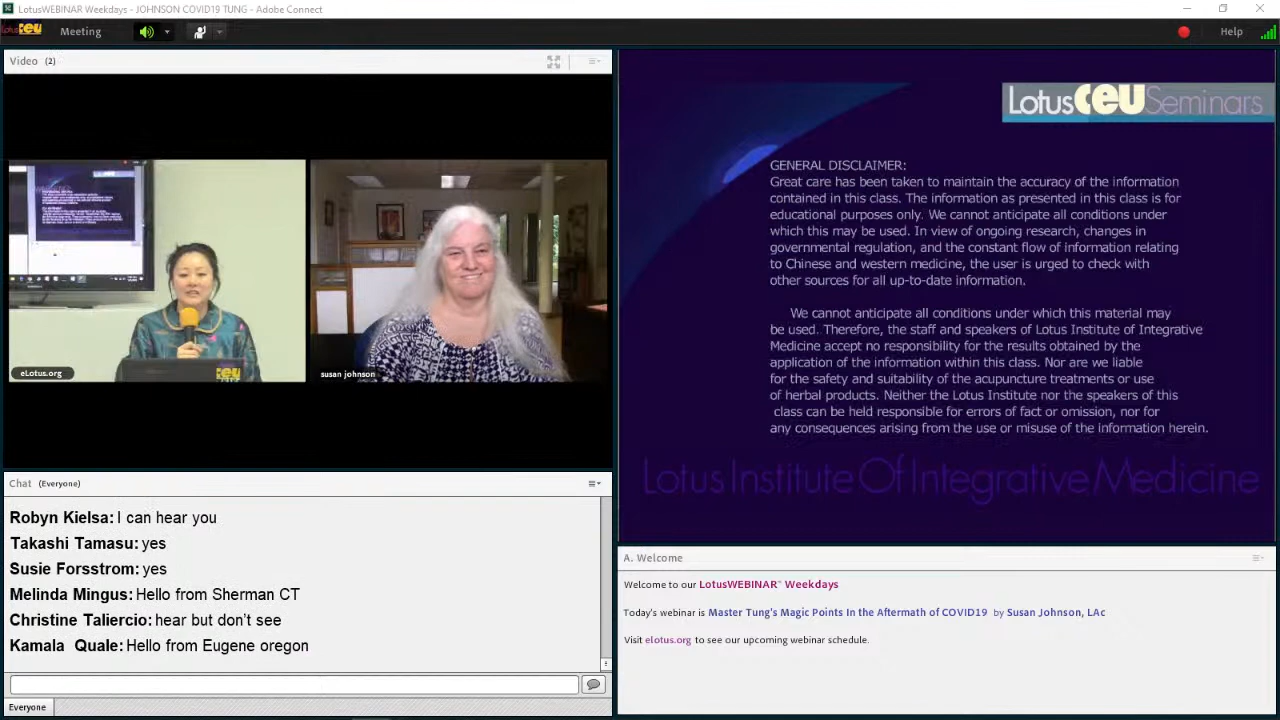 LotusWEBINAR Weekdays - JOHNSON COVID19 TUNG - Adobe Connect
Lotus CEU
Meeting
Help
Video (2)
eLotus.org
susan johnson
CEU
LotusCEUSeminars
GENERAL DISCLAIMER:
Great care has been taken to maintain the accuracy of the information
contained in this class. The information as presented in this class is for
educational purposes only. We cannot anticipate all conditions under
which this may be used. In view of ongoing research, changes in
governmental regulation, and the constant flow of information relating
to Chinese and western medicine, the user is urged to check with
other sources for all up-to-date information.
We cannot anticipate all conditions under which this material may
be used. Therefore, the staff and speakers of Lotus Institute of Integrative
Medicine accept no responsibility for the results obtained by the
application of the information within this class. Nor are we liable
for the safety and suitability of the acupuncture treatments or use
of herbal products. Neither the Lotus Institute nor the speakers of this
class can be held responsible for errors of fact or omission, nor for
any consequences arising from the use or misuse of the information herein.
Lotus Institute Of Integrative Medicine
Chat (Everyone)
Robyn Kielsa: I can hear you
Takashi Tamasu: yes
Susie Forsstrom: yes
Melinda Mingus: Hello from Sherman CT
Christine Taliercio: hear but don't see
Kamala Quale: Hello from Eugene oregon
Everyone
A. Welcome
Welcome to our LotusWEBINAR™ Weekdays
Today's webinar is Master Tung's Magic Points In the Aftermath of COVID19 by Susan Johnson, LAc
Visit elotus.org to see our upcoming webinar schedule.